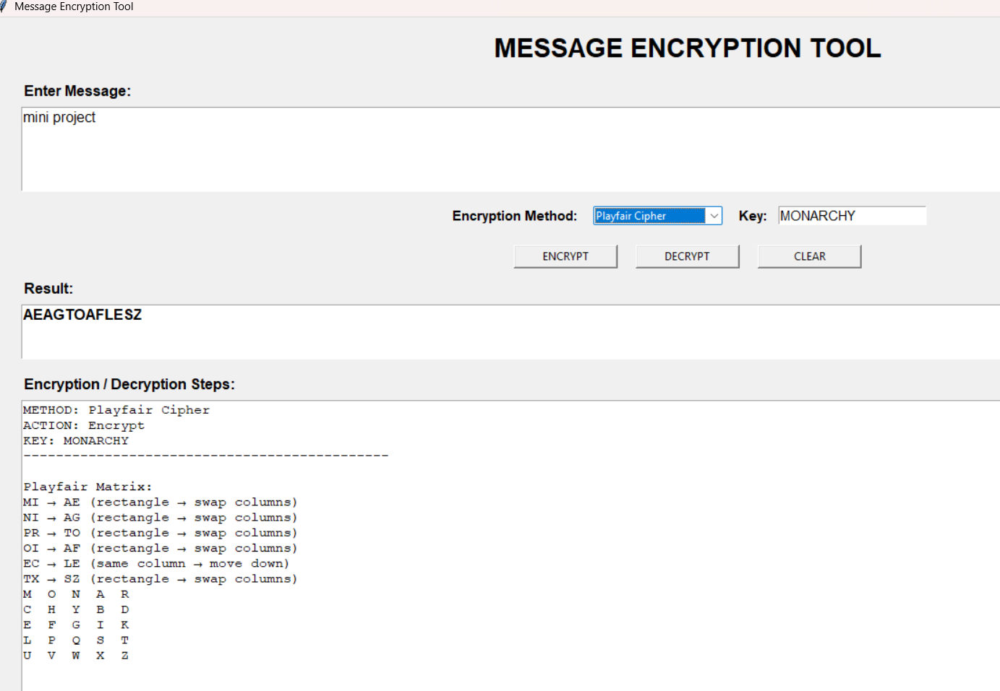 Message Encryption Tool
MESSAGE ENCRYPTION TOOL
Enter Message:
mini project
Encryption Method: Playfair Cipher Key: MONARCHY
ENCRYPT DECRYPT CLEAR
Result:
AEAGTOAFLESZ
Encryption / Decryption Steps:
METHOD: Playfair Cipher
ACTION: Encrypt
KEY: MONARCHY
---------------------------------------------
Playfair Matrix:
MI → AE (rectangle → swap columns)
NI → AG (rectangle → swap columns)
PR → TO (rectangle → swap columns)
OI → AF (rectangle → swap columns)
EC → LE (same column → move down)
TX → SZ (rectangle → swap columns)
M O N A R
C H Y B D
E F G I K
L P Q S T
U V W X Z